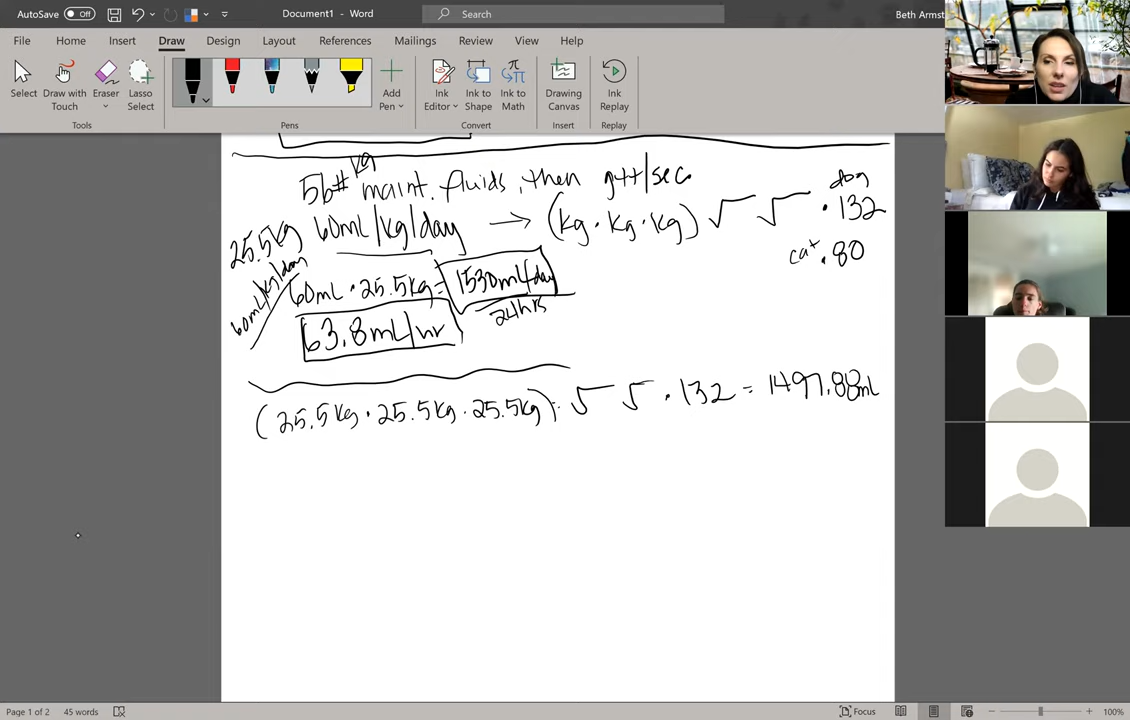 AutoSave Off Document1 - Word Search Beth Armst
File Home Insert Draw Design Layout References Mailings Review View Help
Select Draw with Touch Eraser Lasso Select Add Pen Ink Editor Ink to Shape Ink to Math Drawing Canvas Ink Replay
Tools Pens Convert Insert Replay
kg
56# maint. fluids, then gtt/sec
dog
25.5kg 60mL/kg/day → (kg · kg · kg) √ √ · 132
cat · 80
60mL/kg/day
60mL · 25.5kg = 1530mL/day
24hrs
63.8mL/hr
(25.5kg · 25.5kg · 25.5kg) = √ √ · 132 = 1497.88mL
Page 1 of 2 45 words Focus 100%